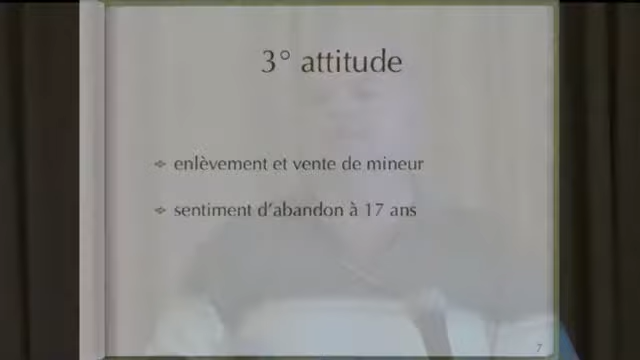 3° attitude
enlèvement et vente de mineur
sentiment d'abandon à 17 ans
7